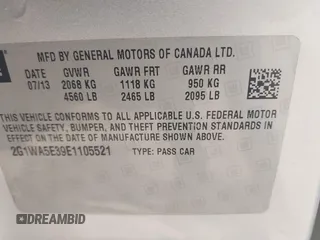 MFD BY GENERAL MOTORS OF CANADA LTD.
DATE GVWR GAWR FRT GAWR RR
07/13 2068 KG 1118 KG 950 KG
4560 LB 2465 LB 2095 LB
THIS VEHICLE CONFORMS TO ALL APPLICABLE U.S. FEDERAL MOTOR
VEHICLE SAFETY, BUMPER, AND THEFT PREVENTION STANDARDS IN
EFFECT ON THE DATE OF MANUFACTURE SHOWN ABOVE.
2G1WA5E39E1105521 TYPE: PASS CAR
AUTOBIDMASTER